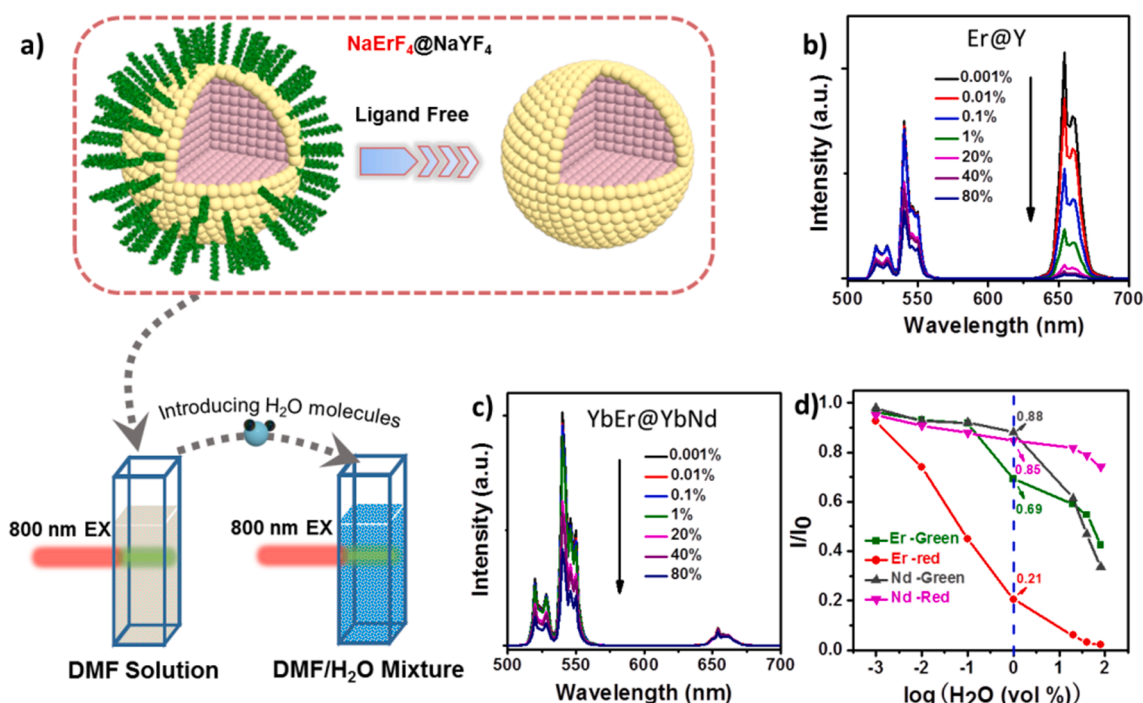 a)
NaErF₄@NaYF₄
Ligand Free
Introducing H₂O molecules
800 nm EX
800 nm EX
DMF Solution
DMF/H₂O Mixture
b)
Er@Y
0.001%
0.01%
0.1%
1%
20%
40%
80%
Intensity (a.u.)
500
550
600
650
700
Wavelength (nm)
c)
YbEr@YbNd
0.001%
0.01%
0.1%
1%
20%
40%
80%
Intensity (a.u.)
500
550
600
650
700
Wavelength (nm)
d)
1.0
0.8
0.6
0.4
0.2
0.0
I/I₀
0.88
0.85
0.69
0.21
Er -Green
Er -red
Nd -Green
Nd -Red
-3
-2
-1
0
1
2
log (H₂O (vol %))